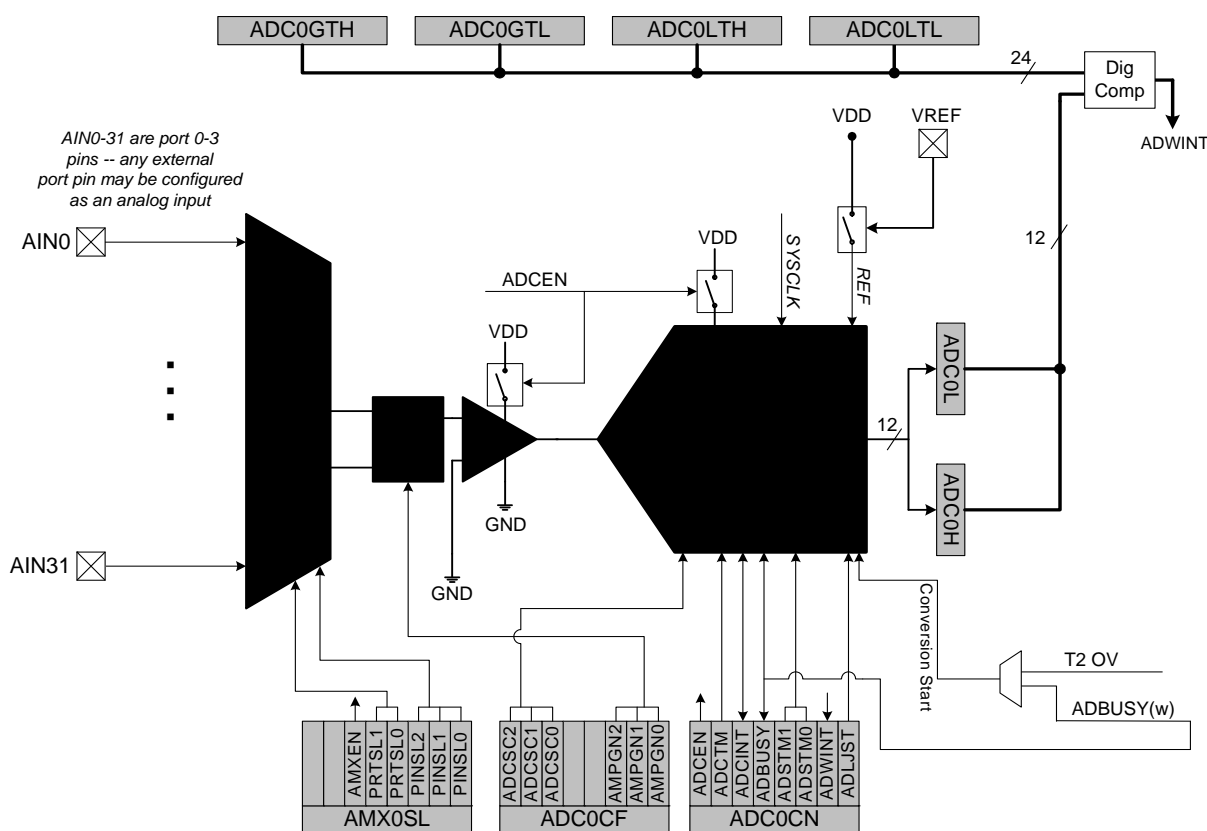 ADC0GTH
ADC0GTL
ADC0LTH
ADC0LTL
24
Dig
Comp
ADWINT
AIN0-31 are port 0-3
pins -- any external
port pin may be configured
as an analog input
VDD
VREF
AIN0
VDD
SYSCLK
REF
12
ADCEN
VDD
ADC0L
12
ADC0H
GND
AIN31
GND
Conversion Start
T2 OV
ADBUSY(w)
AMXEN
PRTSL1
PRTSL0
PINSL2
PINSL1
PINSL0
AMX0SL
ADCSC2
ADCSC1
ADCSC0
AMPGN2
AMPGN1
AMPGN0
ADC0CF
ADCEN
ADCTM
ADCINT
ADBUSY
ADSTM1
ADSTM0
ADWINT
ADLJST
ADC0CN